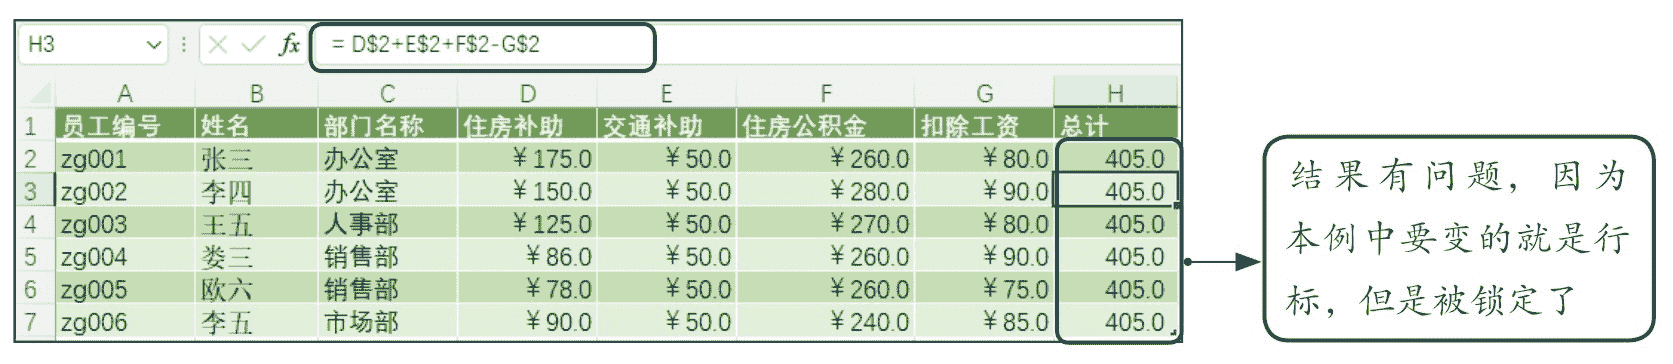 H3 fx = D$2+E$2+F$2-G$2
A B C D E F G H
1 员工编号 姓名 部门名称 住房补助 交通补助 住房公积金 扣除工资 总计
2 zg001 张三 办公室 ￥175.0 ￥50.0 ￥260.0 ￥80.0 405.0
3 zg002 李四 办公室 ￥150.0 ￥50.0 ￥280.0 ￥90.0 405.0
4 zg003 王五 人事部 ￥125.0 ￥50.0 ￥270.0 ￥80.0 405.0
5 zg004 娄三 销售部 ￥86.0 ￥50.0 ￥260.0 ￥90.0 405.0
6 zg005 欧六 销售部 ￥78.0 ￥50.0 ￥260.0 ￥75.0 405.0
7 zg006 李五 市场部 ￥90.0 ￥50.0 ￥240.0 ￥85.0 405.0
结果有问题，因为
本例中要变的就是行
标，但是被锁定了